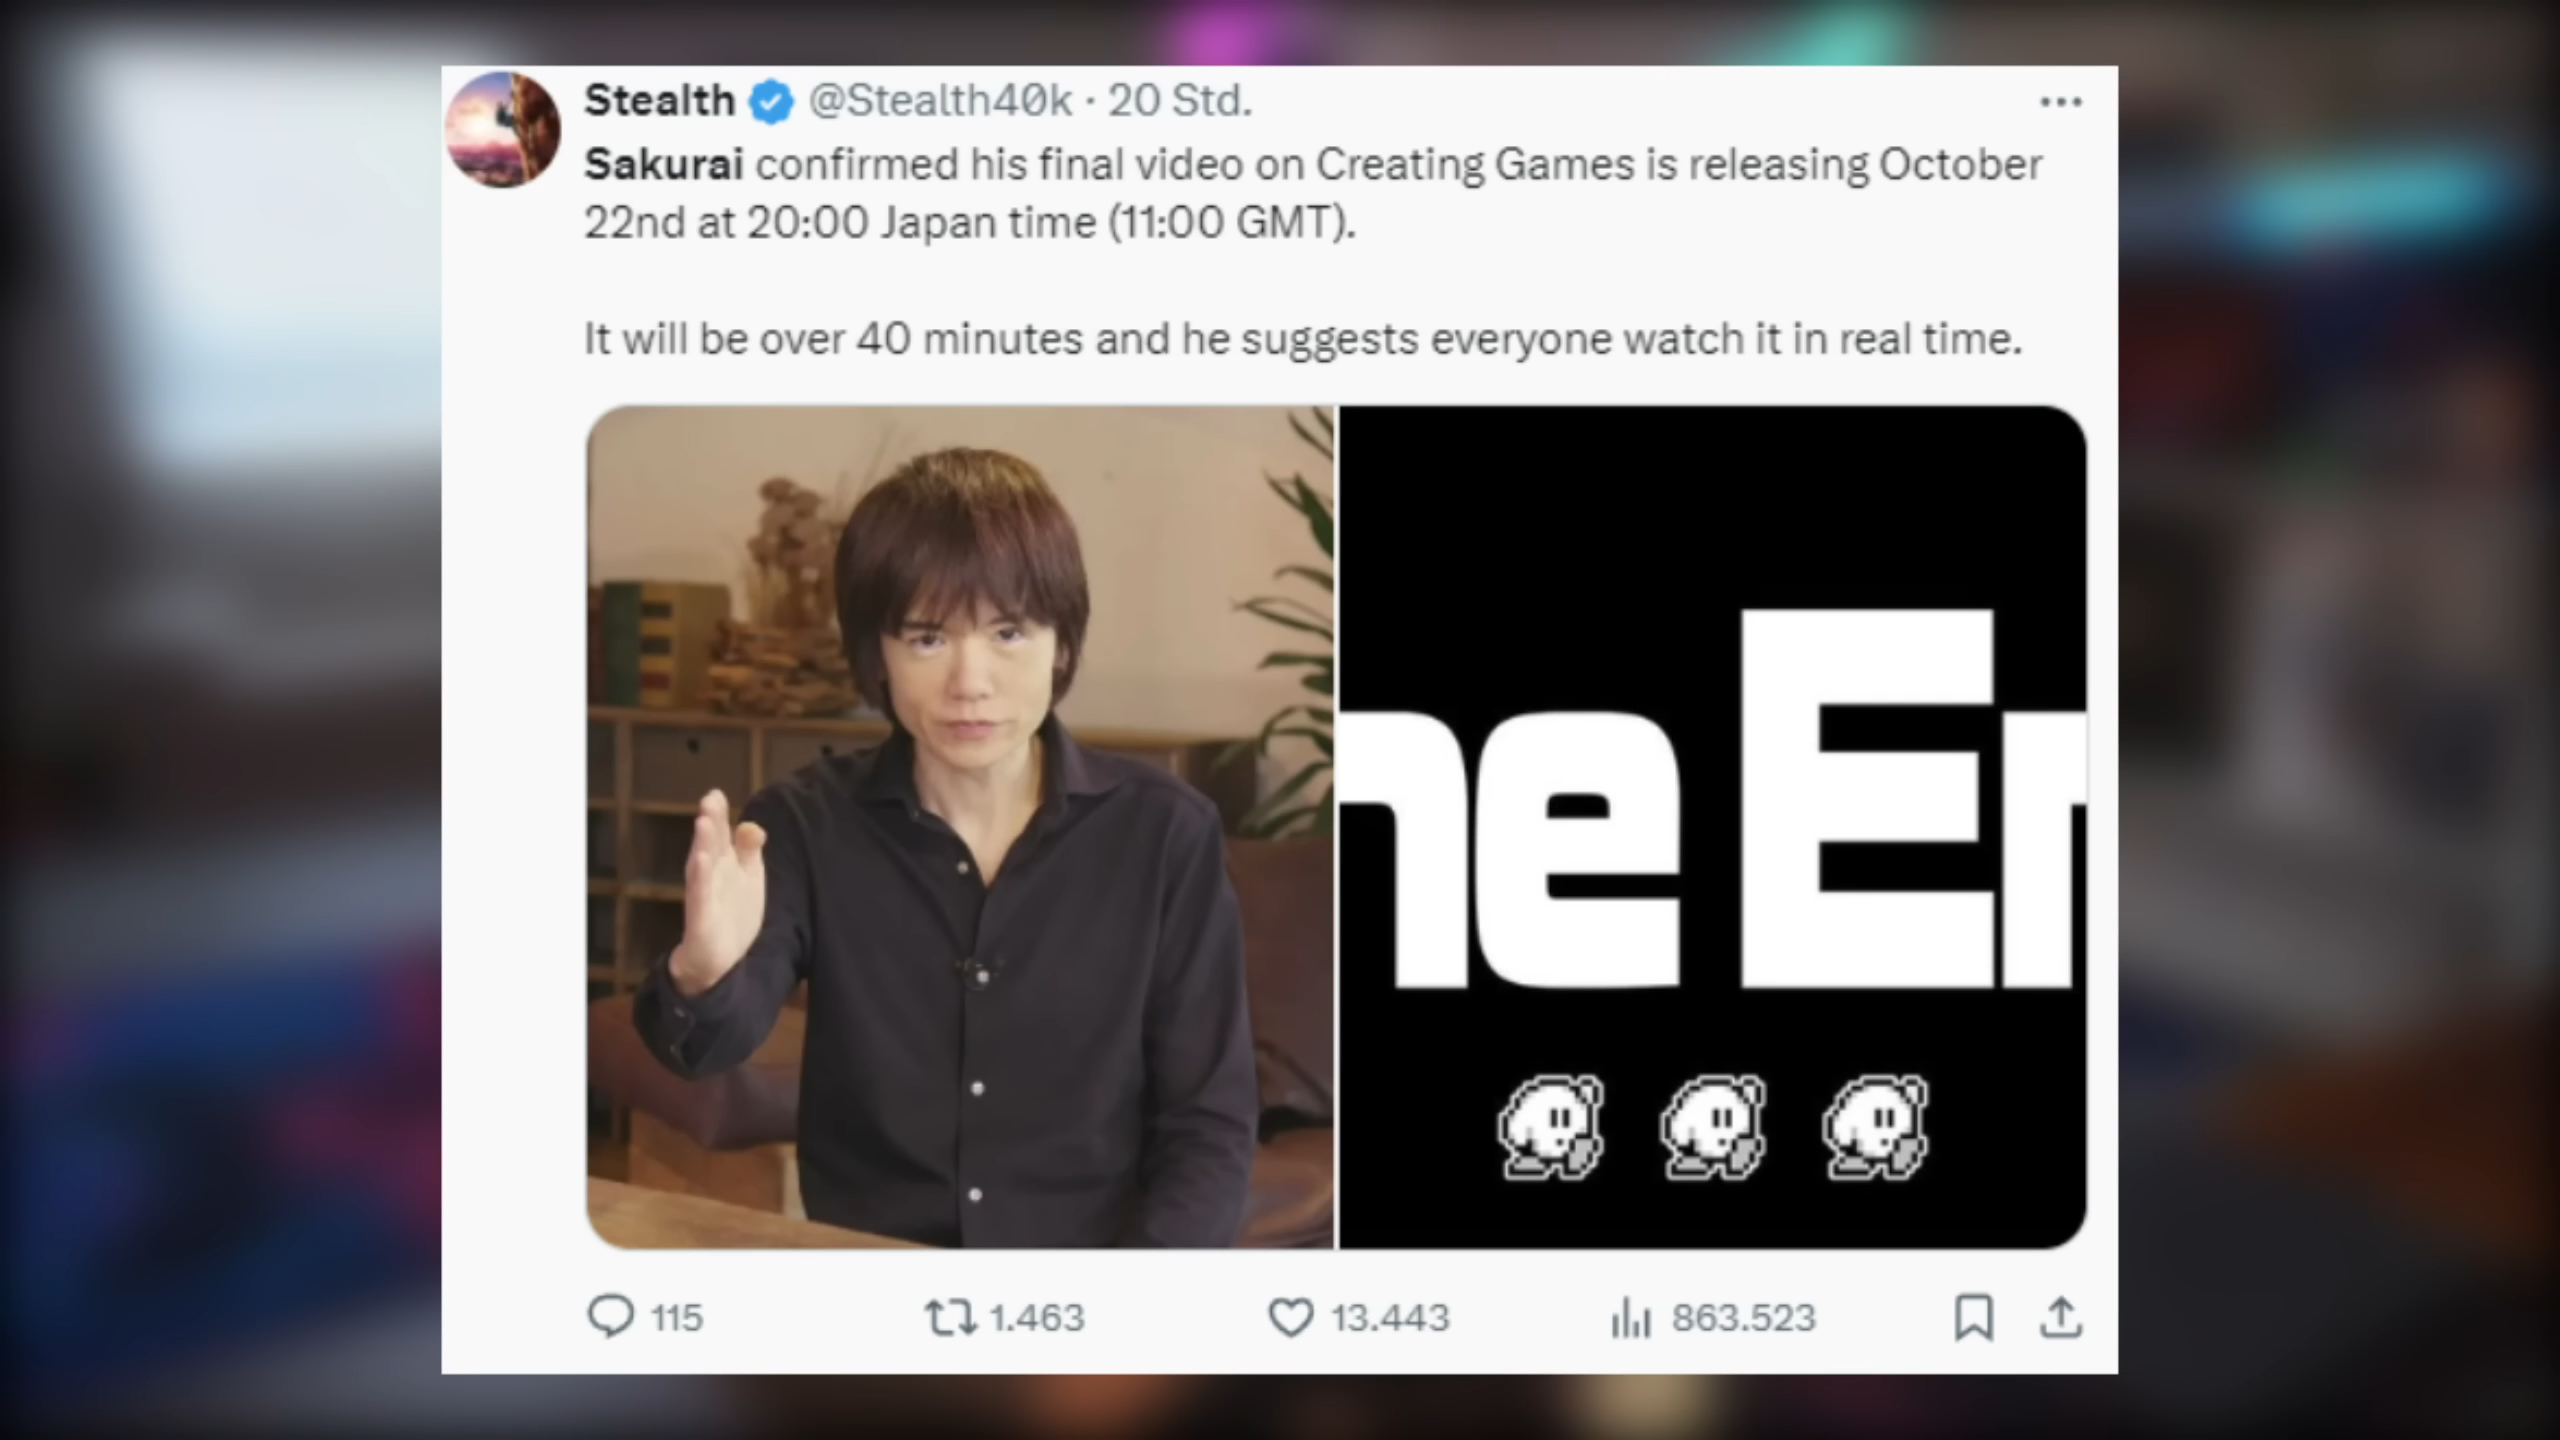 Stealth @Stealth40k · 20 Std.
Sakurai confirmed his final video on Creating Games is releasing October
22nd at 20:00 Japan time (11:00 GMT).
It will be over 40 minutes and he suggests everyone watch it in real time.
he En
115 1.463 13.443 863.523